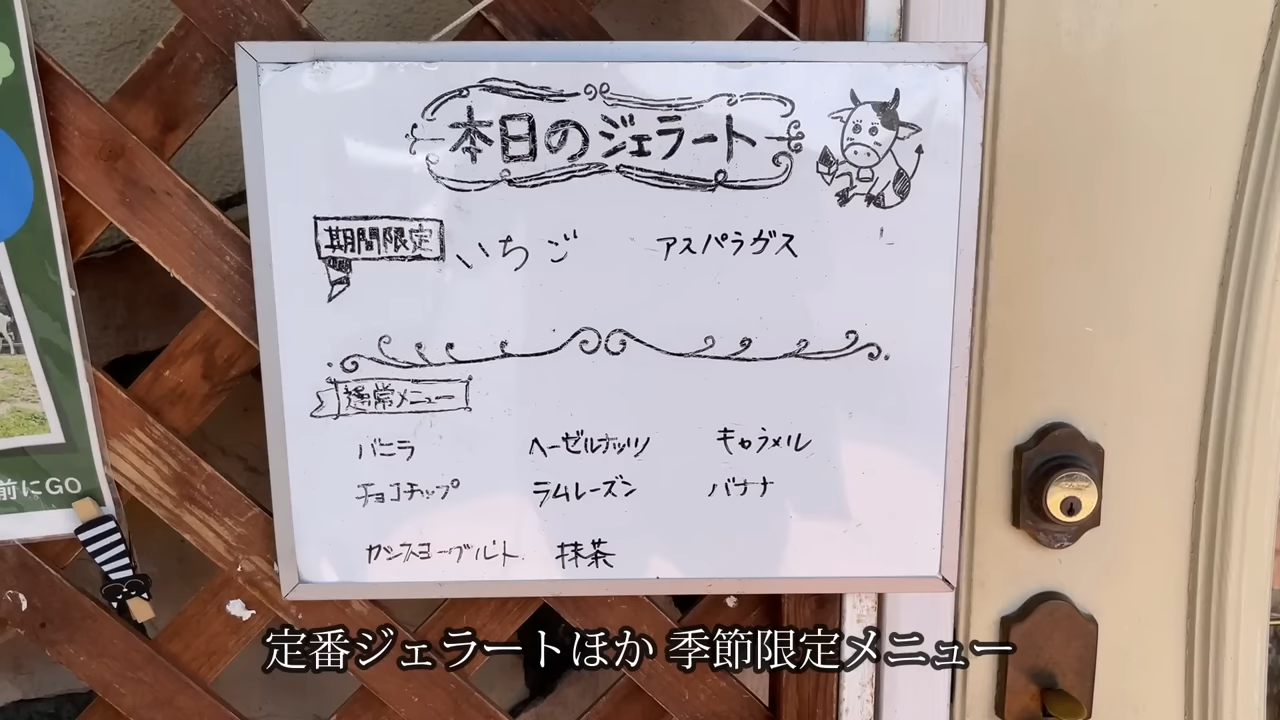 本日のジェラート
期間限定 いちご アスパラガス
通常メニュー
バニラ ヘーゼルナッツ キャラメル
チョコチップ ラムレーズン バナナ
カシスヨーグルト 抹茶
前にGO
定番ジェラートほか 季節限定メニュー